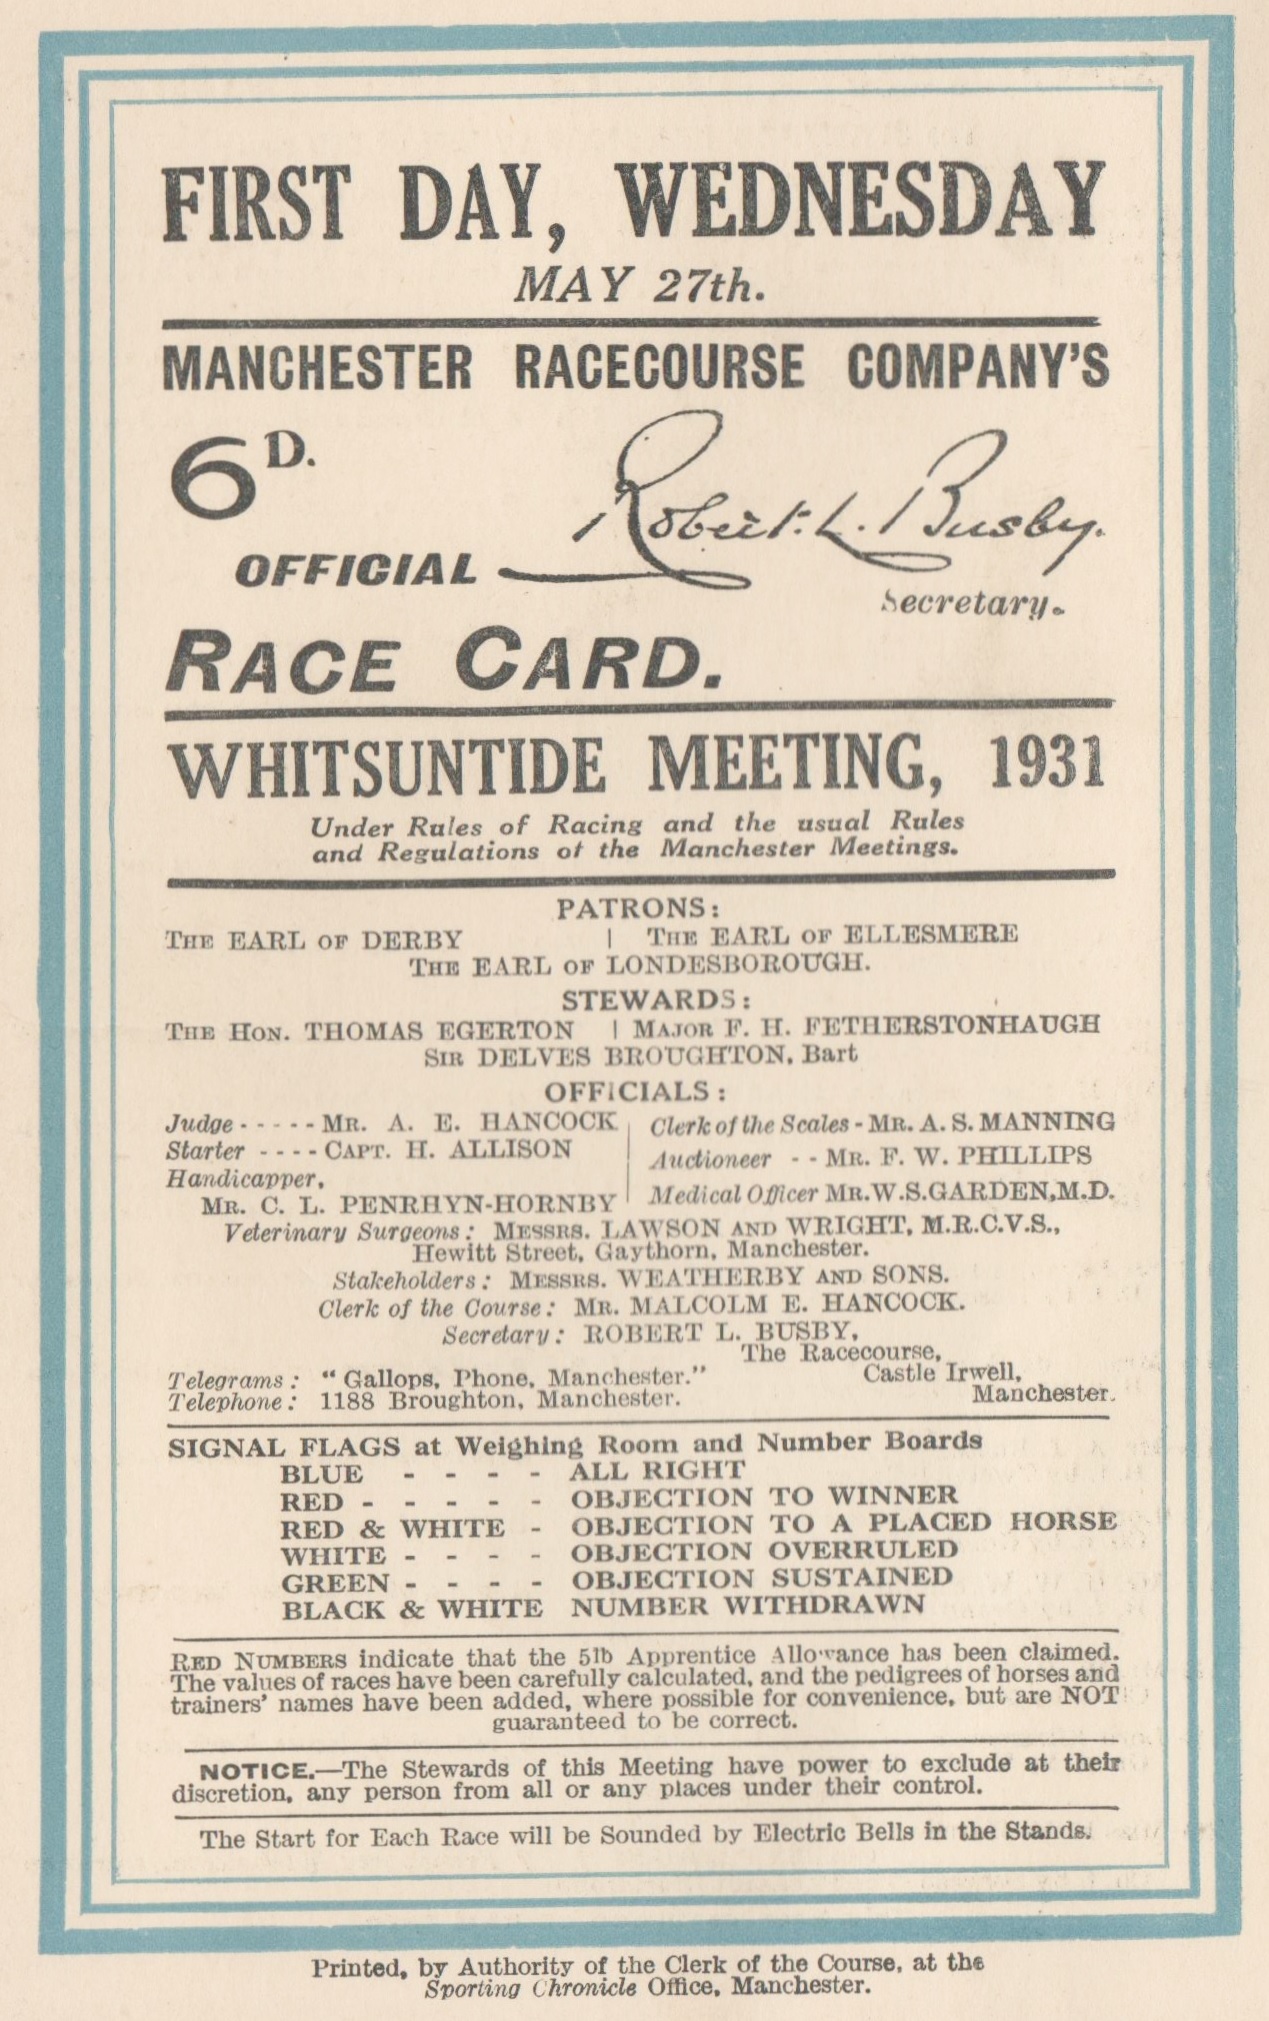 FIRST DAY, WEDNESDAY
MAY 27th.
MANCHESTER RACECOURSE COMPANY'S
6D.
Robert. L. Busby.
OFFICIAL
Secretary.
RACE CARD.
WHITSUNTIDE MEETING, 1931
Under Rules of Racing and the usual Rules
and Regulations of the Manchester Meetings.
PATRONS:
THE EARL OF DERBY | THE EARL OF ELLESMERE
THE EARL OF LONDESBOROUGH.
STEWARDS:
THE HON. THOMAS EGERTON | MAJOR F. H. FETHERSTONHAUGH
SIR DELVES BROUGHTON, Bart
OFFICIALS:
Judge - - - - - MR. A. E. HANCOCK
Starter - - - - CAPT. H. ALLISON
Handicapper,
MR. C. L. PENRHYN-HORNBY
Clerk of the Scales - MR. A. S. MANNING
Auctioneer - - MR. F. W. PHILLIPS
Medical Officer MR.W.S.GARDEN,M.D.
Veterinary Surgeons: MESSRS. LAWSON AND WRIGHT, M.R.C.V.S.,
Hewitt Street, Gaythorn, Manchester.
Stakeholders: MESSRS. WEATHERBY AND SONS.
Clerk of the Course: MR. MALCOLM E. HANCOCK.
Secretary: ROBERT L. BUSBY,
The Racecourse,
Telegrams: "Gallops, Phone, Manchester." Castle Irwell,
Telephone: 1188 Broughton, Manchester. Manchester.
SIGNAL FLAGS at Weighing Room and Number Boards
BLUE - - - - ALL RIGHT
RED - - - - - OBJECTION TO WINNER
RED & WHITE - OBJECTION TO A PLACED HORSE
WHITE - - - - OBJECTION OVERRULED
GREEN - - - - OBJECTION SUSTAINED
BLACK & WHITE NUMBER WITHDRAWN
RED NUMBERS indicate that the 5lb Apprentice Allowance has been claimed.
The values of races have been carefully calculated, and the pedigrees of horses and
trainers' names have been added, where possible for convenience, but are NOT
guaranteed to be correct.
NOTICE.—The Stewards of this Meeting have power to exclude at their
discretion, any person from all or any places under their control.
The Start for Each Race will be Sounded by Electric Bells in the Stands.
Printed, by Authority of the Clerk of the Course, at the
Sporting Chronicle Office, Manchester.